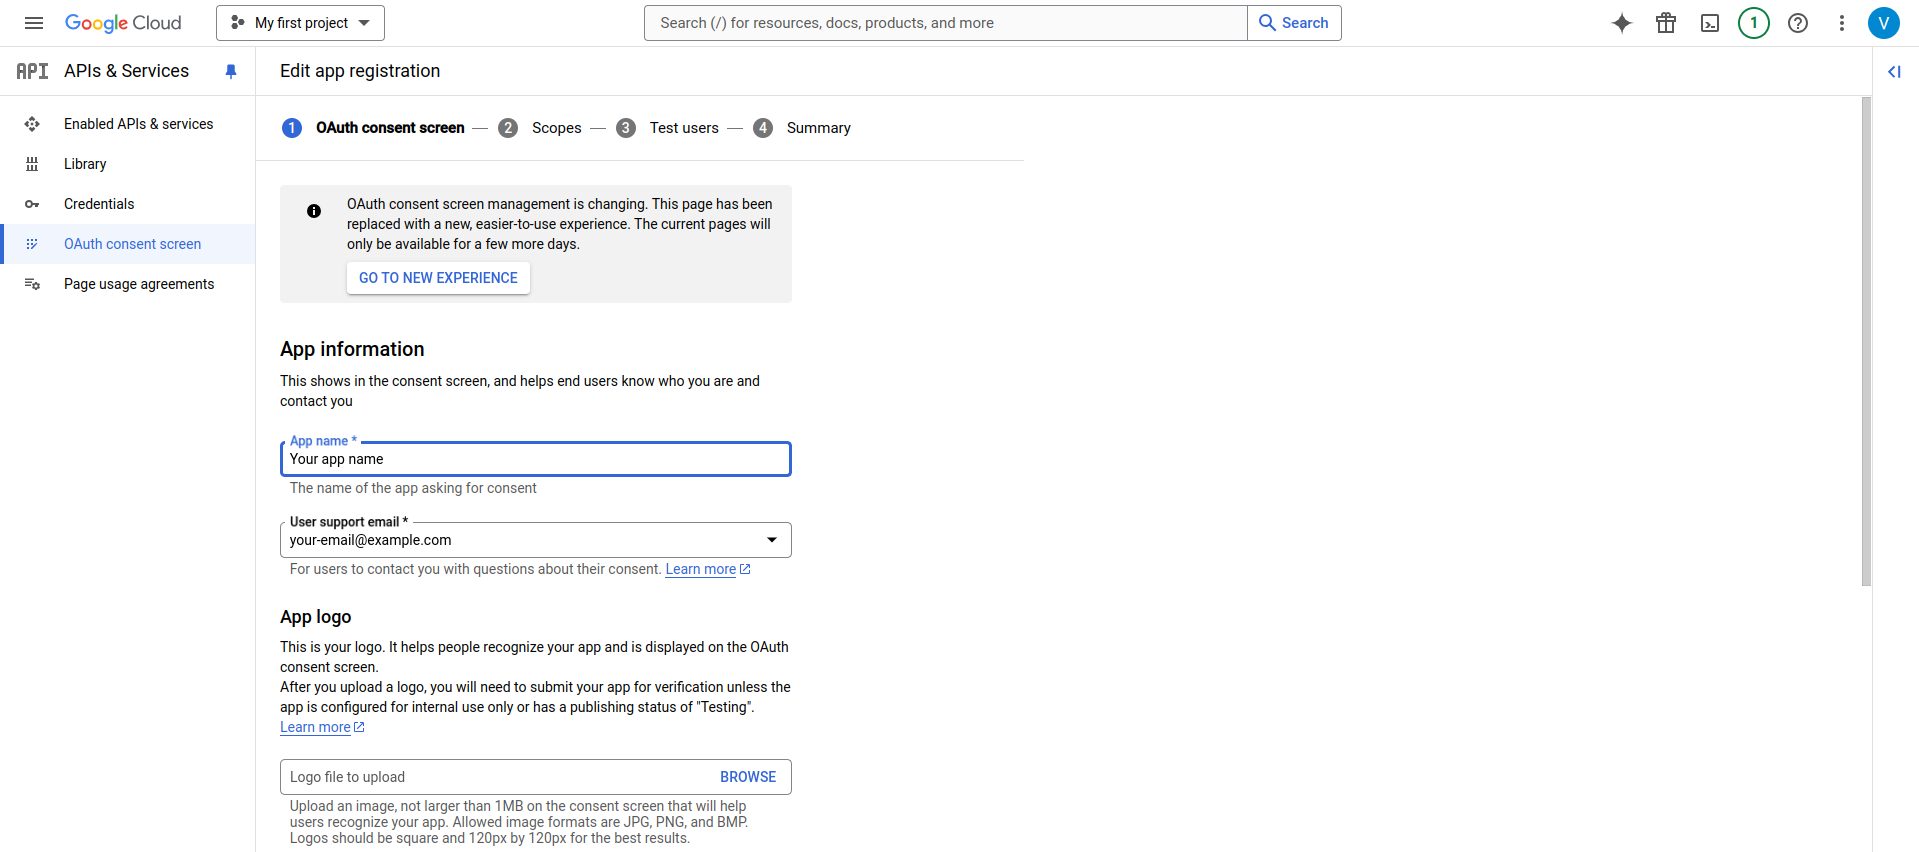 Google Cloud
My first project
Search (/) for resources, docs, products, and more
Search
1
V
API APIs & Services
Edit app registration
Enabled APIs & services
Library
Credentials
OAuth consent screen
Page usage agreements
1 OAuth consent screen — 2 Scopes — 3 Test users — 4 Summary
OAuth consent screen management is changing. This page has been
replaced with a new, easier-to-use experience. The current pages will
only be available for a few more days.
GO TO NEW EXPERIENCE
App information
This shows in the consent screen, and helps end users know who you are and
contact you
App name *
Your app name
The name of the app asking for consent
User support email *
your-email@example.com
For users to contact you with questions about their consent. Learn more
App logo
This is your logo. It helps people recognize your app and is displayed on the OAuth
consent screen.
After you upload a logo, you will need to submit your app for verification unless the
app is configured for internal use only or has a publishing status of "Testing".
Learn more
Logo file to upload
BROWSE
Upload an image, not larger than 1MB on the consent screen that will help
users recognize your app. Allowed image formats are JPG, PNG, and BMP.
Logos should be square and 120px by 120px for the best results.